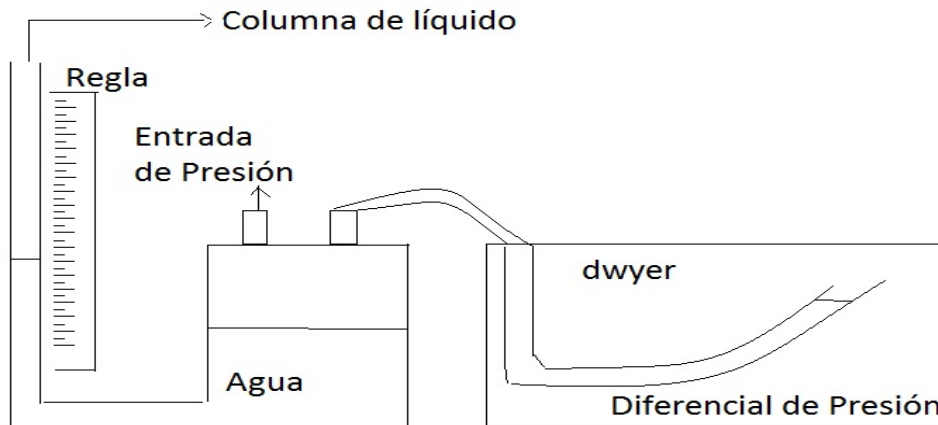 Columna de líquido
Regla
Entrada
de Presión
dwyer
Agua
Diferencial de Presión